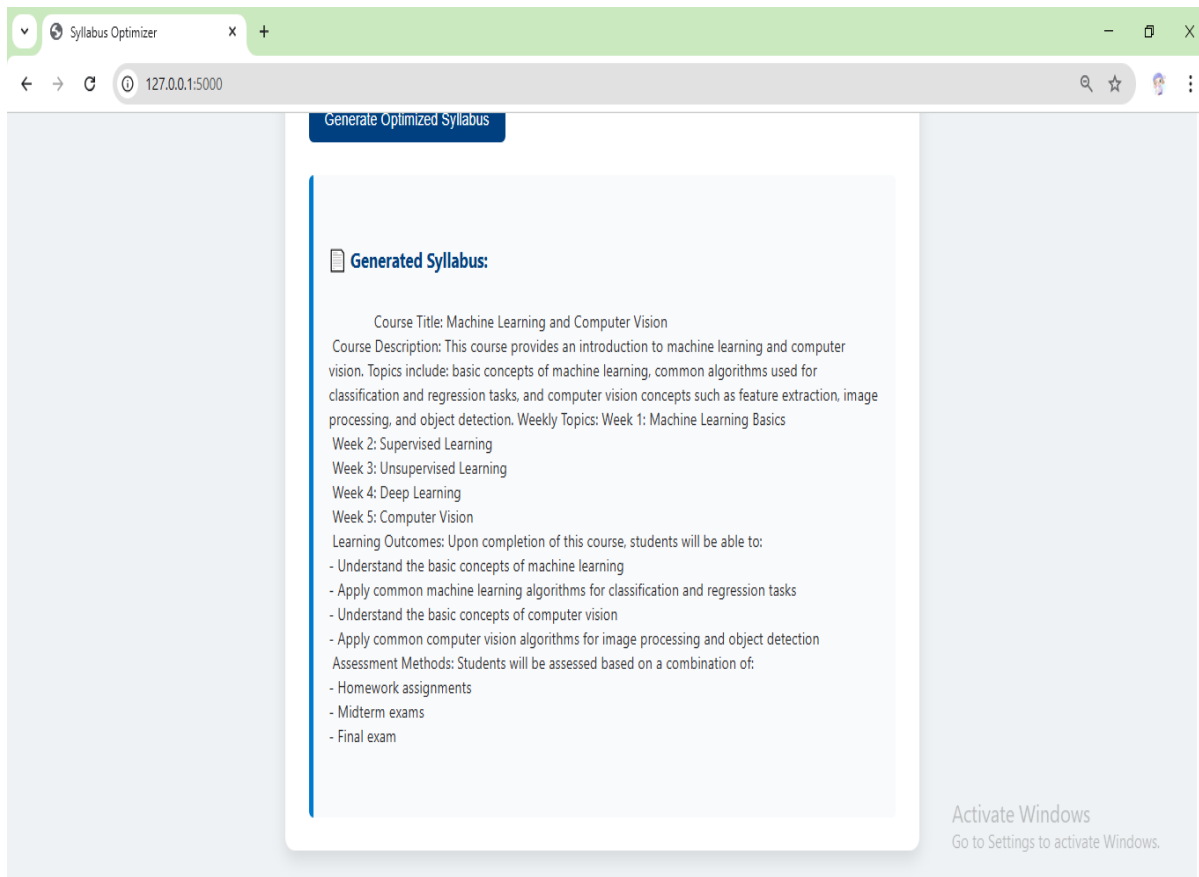 Syllabus Optimizer
127.0.0.1:5000
Generate Optimized Syllabus
Generated Syllabus:
Course Title: Machine Learning and Computer Vision
Course Description: This course provides an introduction to machine learning and computer
vision. Topics include: basic concepts of machine learning, common algorithms used for
classification and regression tasks, and computer vision concepts such as feature extraction, image
processing, and object detection. Weekly Topics: Week 1: Machine Learning Basics
Week 2: Supervised Learning
Week 3: Unsupervised Learning
Week 4: Deep Learning
Week 5: Computer Vision
Learning Outcomes: Upon completion of this course, students will be able to:
- Understand the basic concepts of machine learning
- Apply common machine learning algorithms for classification and regression tasks
- Understand the basic concepts of computer vision
- Apply common computer vision algorithms for image processing and object detection
Assessment Methods: Students will be assessed based on a combination of:
- Homework assignments
- Midterm exams
- Final exam
Activate Windows
Go to Settings to activate Windows.